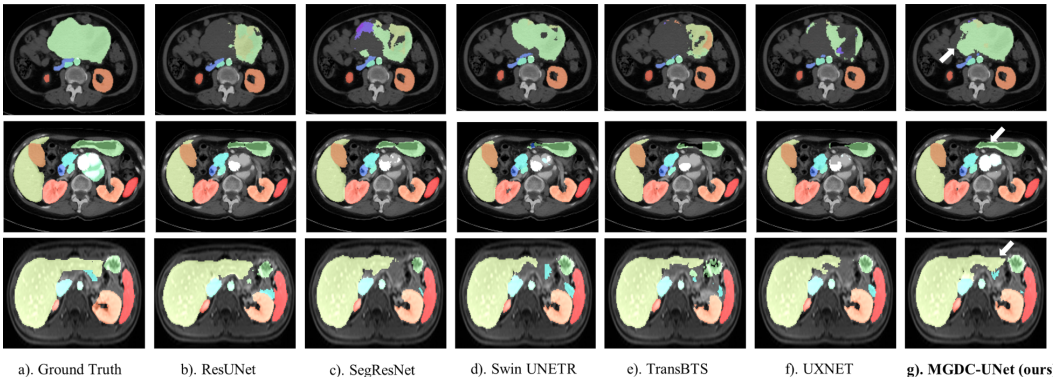 a). Ground Truth b). ResUNet c). SegResNet d). Swin UNETR e). TransBTS f). UXNET g). MGDC-UNet (ours